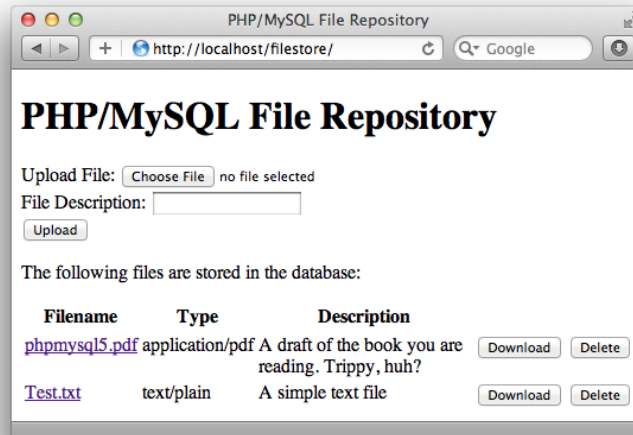 PHP/MySQL File Repository
http://localhost/filestore/
Google
PHP/MySQL File Repository
Upload File: Choose File no file selected
File Description:
Upload
The following files are stored in the database:
Filename Type Description
phpmysql5.pdf application/pdf A draft of the book you are Download Delete
reading. Trippy, huh?
Test.txt text/plain A simple text file Download Delete